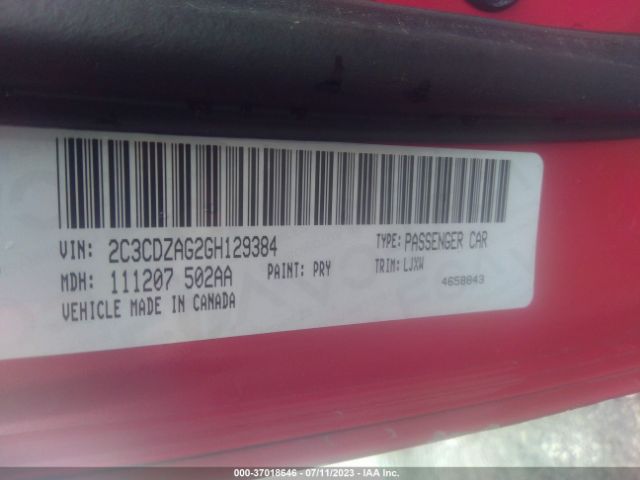 VIN: 2C3CDZAG2GH129384 TYPE: PASSENGER CAR
MDH: 111207 502AA PAINT: PRY TRIM: LJXW
VEHICLE MADE IN CANADA 4658843
000-37018646 - 07/11/2023 - IAA Inc.